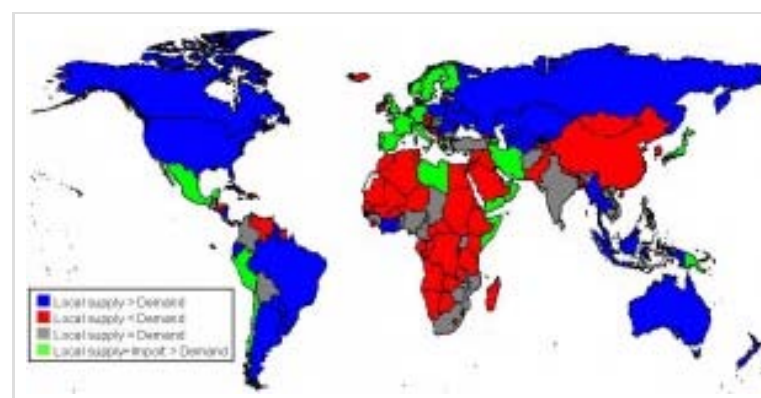 Local supply > Demand
Local supply < Demand
Local supply = Demand
Local supply+Import > Demand